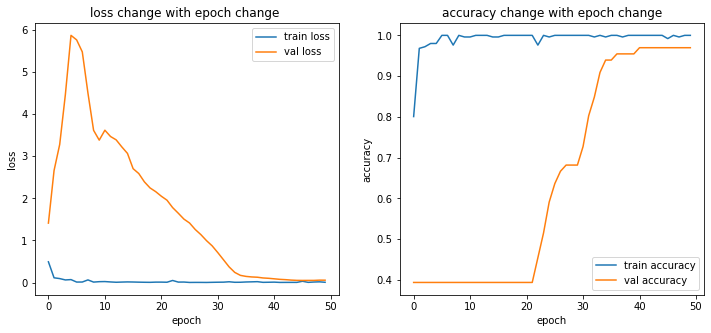 loss change with epoch change
train loss
val loss
loss
6
5
4
3
2
1
0
0
10
20
30
40
50
epoch
accuracy change with epoch change
accuracy
1.0
0.9
0.8
0.7
0.6
0.5
0.4
train accuracy
val accuracy
0
10
20
30
40
50
epoch